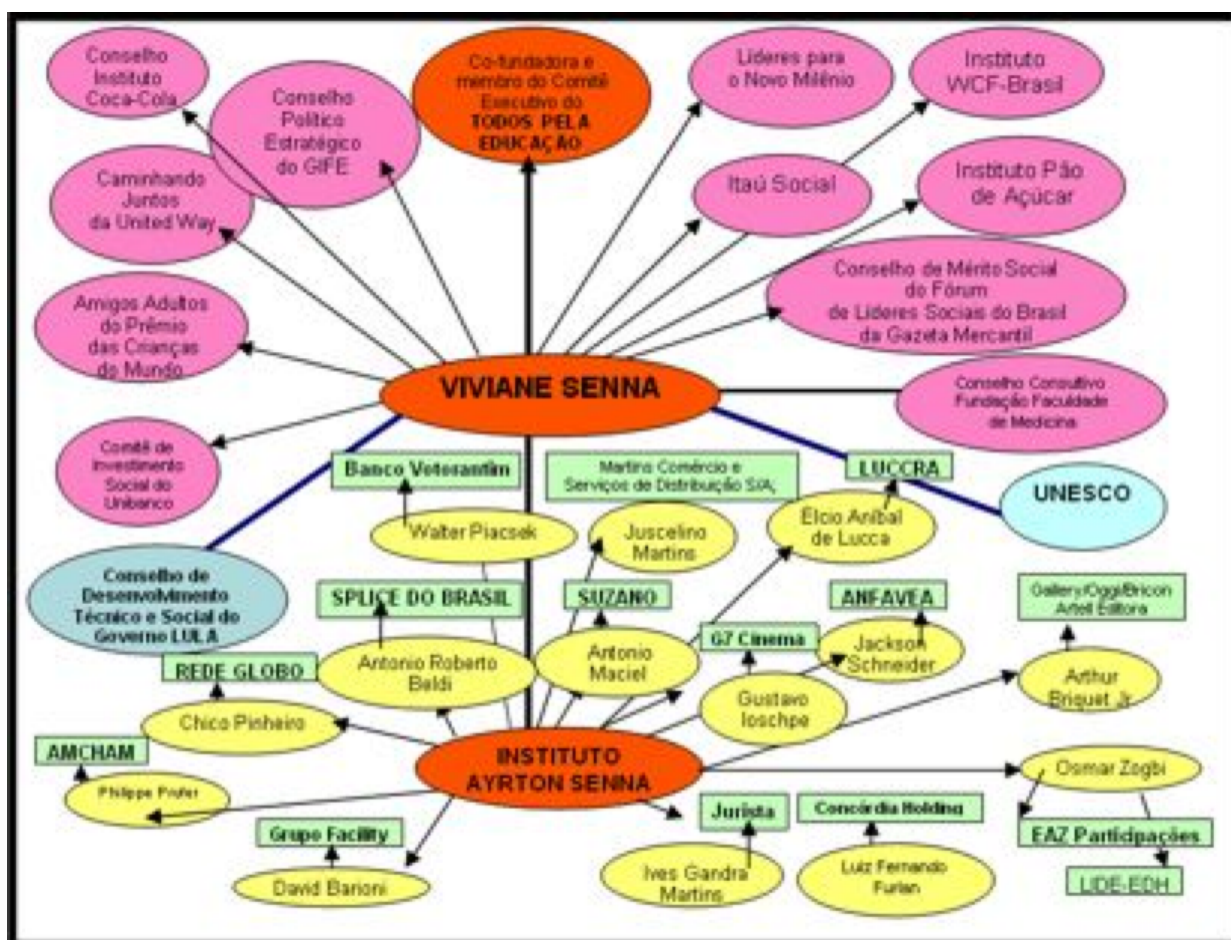 Conselho
Instituto
Coca-Cola
Conselho
Político
Estratégico
do GIFE
Co-fundadora e
membro do Comitê
Executivo do
TODOS PELA
EDUCAÇÃO
Líderes para
o Novo Milênio
Instituto
WCF-Brasil
Caminhando
Juntos
da United Way
Itaú Social
Instituto Pão
de Açúcar
Amigos Adultos
do Prêmio
das Crianças
do Mundo
Conselho de Mérito Social
do Fórum
de Líderes Sociais do Brasil
da Gazeta Mercantil
VIVIANE SENNA
Conselho Consultivo
Fundação Faculdade
de Medicina
Comitê de
Investimento
Social do
Unibanco
Banco Votorantim
Martins Comércio e
Serviços de Distribuição S/A;
LUCCRA
UNESCO
Walter Piacsek
Juscelino
Martins
Elcio Aníbal
de Lucca
Conselho de
Desenvolvimento
Técnico e Social do
Governo LULA
SPLICE DO BRASIL
SUZANO
ANFAVEA
Gallery/Oggi/Bricon
Artell Editora
REDE GLOBO
Antonio Roberto
Beldi
Antonio
Maciel
G7 Cinema
Jackson
Schneider
Arthur
Briquet Jr.
Chico Pinheiro
Gustavo
Ioschpe
AMCHAM
INSTITUTO
AYRTON SENNA
Osmar Zogbi
Philippe Prufer
Grupo Facility
Jurista
Concórdia Holding
EAZ Participações
David Barioni
Ives Gandra
Martins
Luiz Fernando
Furlan
LIDE-EDH